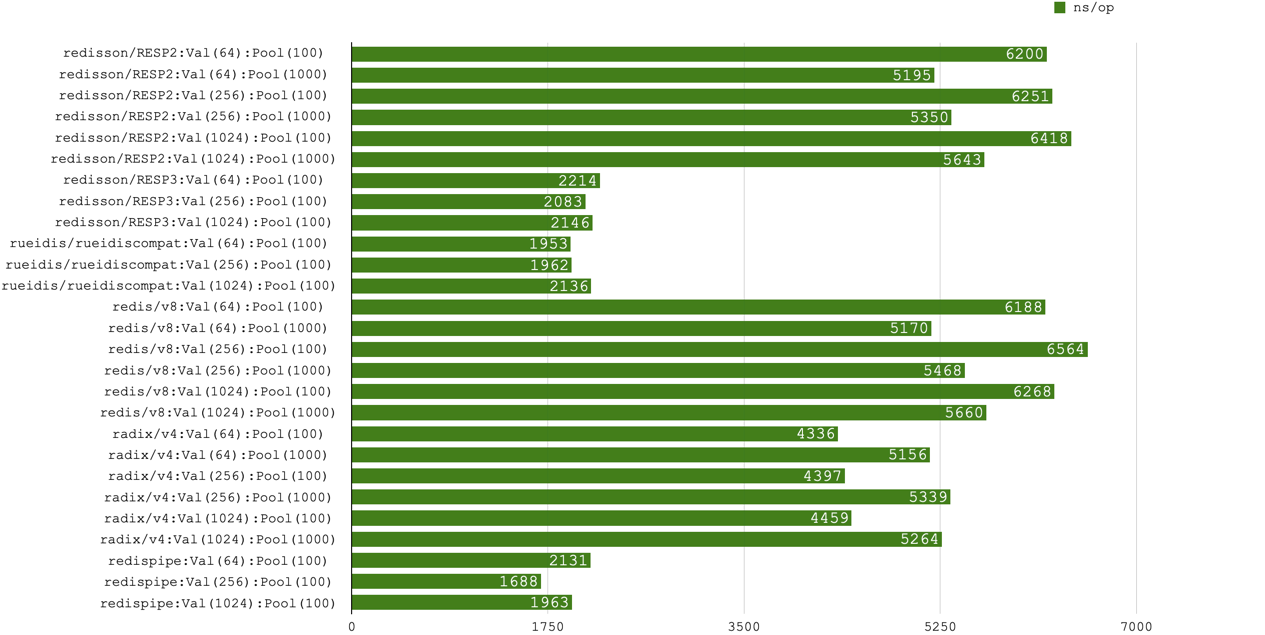 ns/op
redisson/RESP2:Val(64):Pool(100) 6200
redisson/RESP2:Val(64):Pool(1000) 5195
redisson/RESP2:Val(256):Pool(100) 6251
redisson/RESP2:Val(256):Pool(1000) 5350
redisson/RESP2:Val(1024):Pool(100) 6418
redisson/RESP2:Val(1024):Pool(1000) 5643
redisson/RESP3:Val(64):Pool(100) 2214
redisson/RESP3:Val(256):Pool(100) 2083
redisson/RESP3:Val(1024):Pool(100) 2146
rueidis/rueidiscompat:Val(64):Pool(100) 1953
rueidis/rueidiscompat:Val(256):Pool(100) 1962
rueidis/rueidiscompat:Val(1024):Pool(100) 2136
redis/v8:Val(64):Pool(100) 6188
redis/v8:Val(64):Pool(1000) 5170
redis/v8:Val(256):Pool(100) 6564
redis/v8:Val(256):Pool(1000) 5468
redis/v8:Val(1024):Pool(100) 6268
redis/v8:Val(1024):Pool(1000) 5660
radix/v4:Val(64):Pool(100) 4336
radix/v4:Val(64):Pool(1000) 5156
radix/v4:Val(256):Pool(100) 4397
radix/v4:Val(256):Pool(1000) 5339
radix/v4:Val(1024):Pool(100) 4459
radix/v4:Val(1024):Pool(1000) 5264
redispipe:Val(64):Pool(100) 2131
redispipe:Val(256):Pool(100) 1688
redispipe:Val(1024):Pool(100) 1963
0 1750 3500 5250 7000